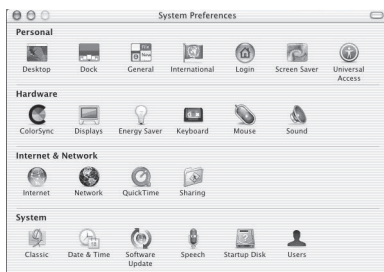 System Preferences
Personal
Desktop Dock General International Login Screen Saver Universal Access
Hardware
ColorSync Displays Energy Saver Keyboard Mouse Sound
Internet & Network
Internet Network QuickTime Sharing
System
Classic Date & Time Software Update Speech Startup Disk Users